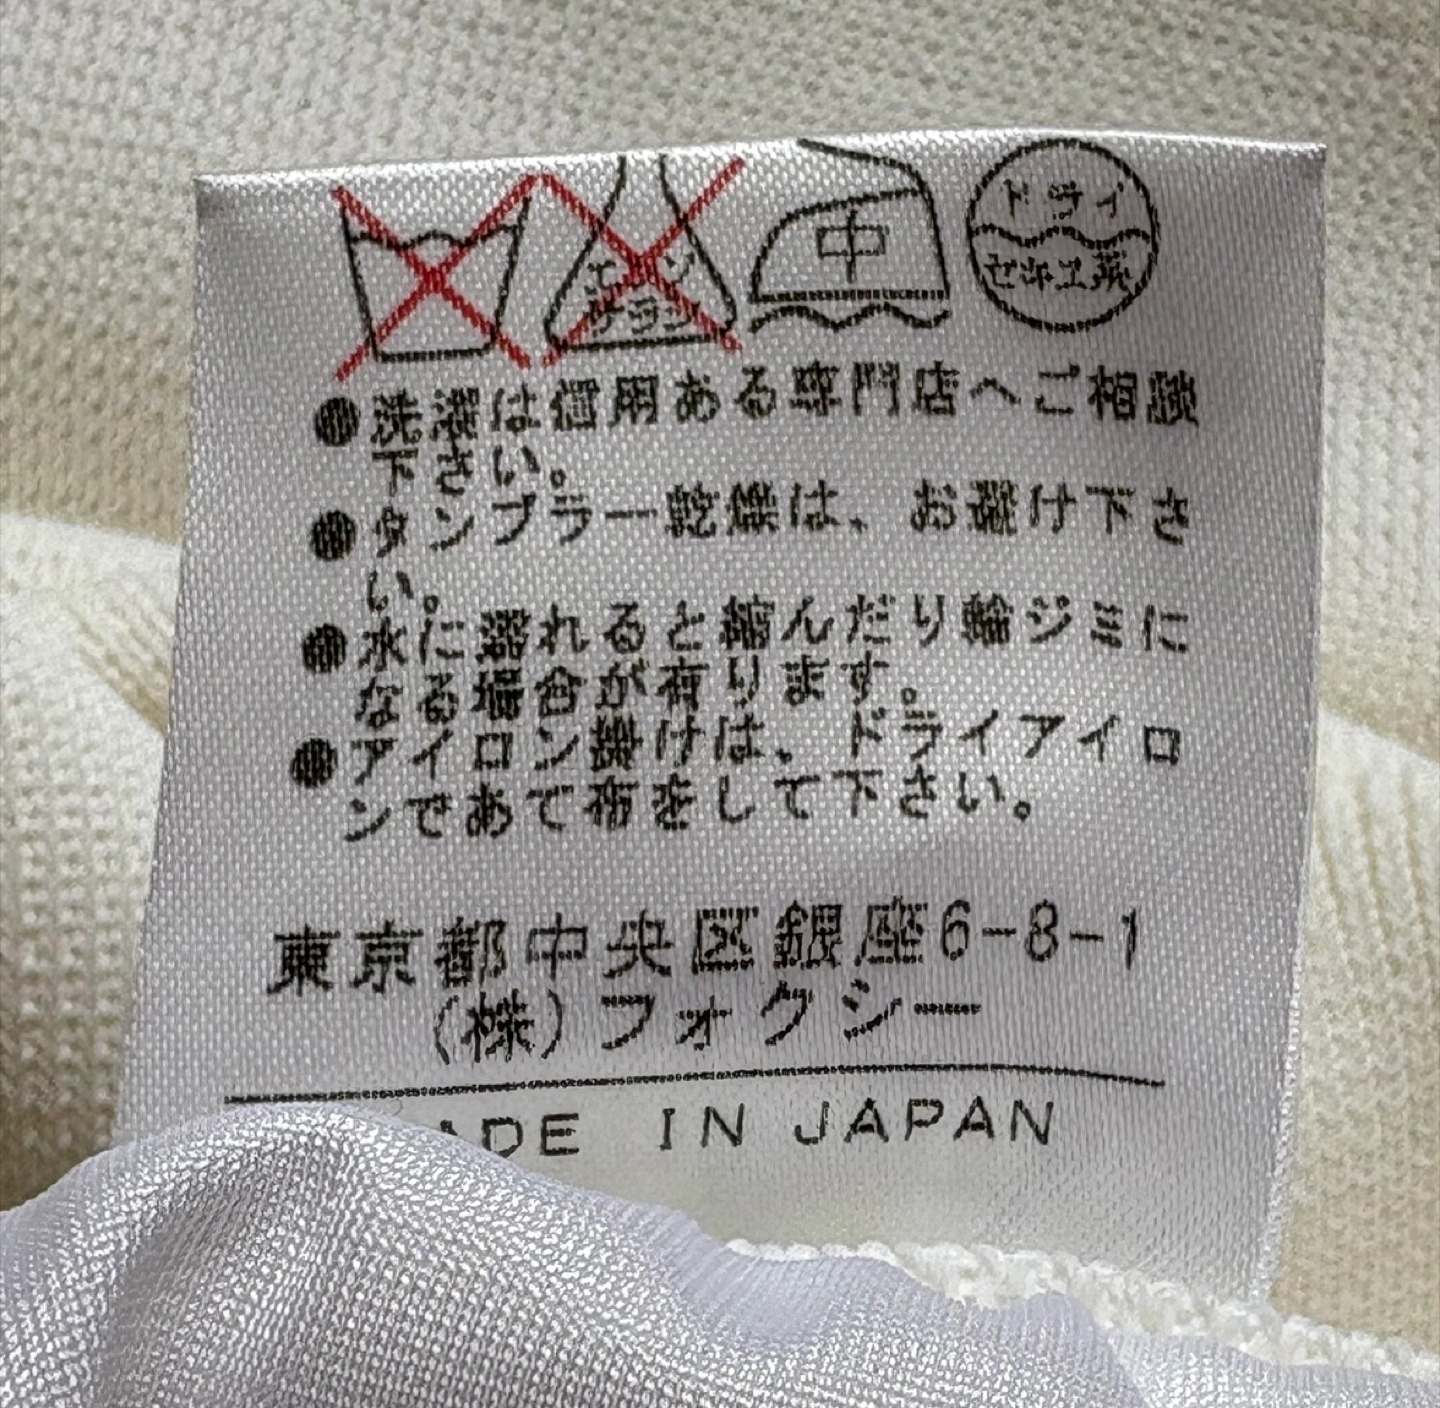 エンソ
サラシ
中
ドライ
セキユ系
●洗濯は信用ある専門店へご相談
下さい。
●タンブラー乾燥は、お避け下さ
い。
●水に濡れると縮んだり輪ジミに
なる場合が有ります。
●アイロン掛けは、ドライアイロ
ンであて布をして下さい。
東京都中央区銀座6-8-1
(株)フォクシー
ADE IN JAPAN